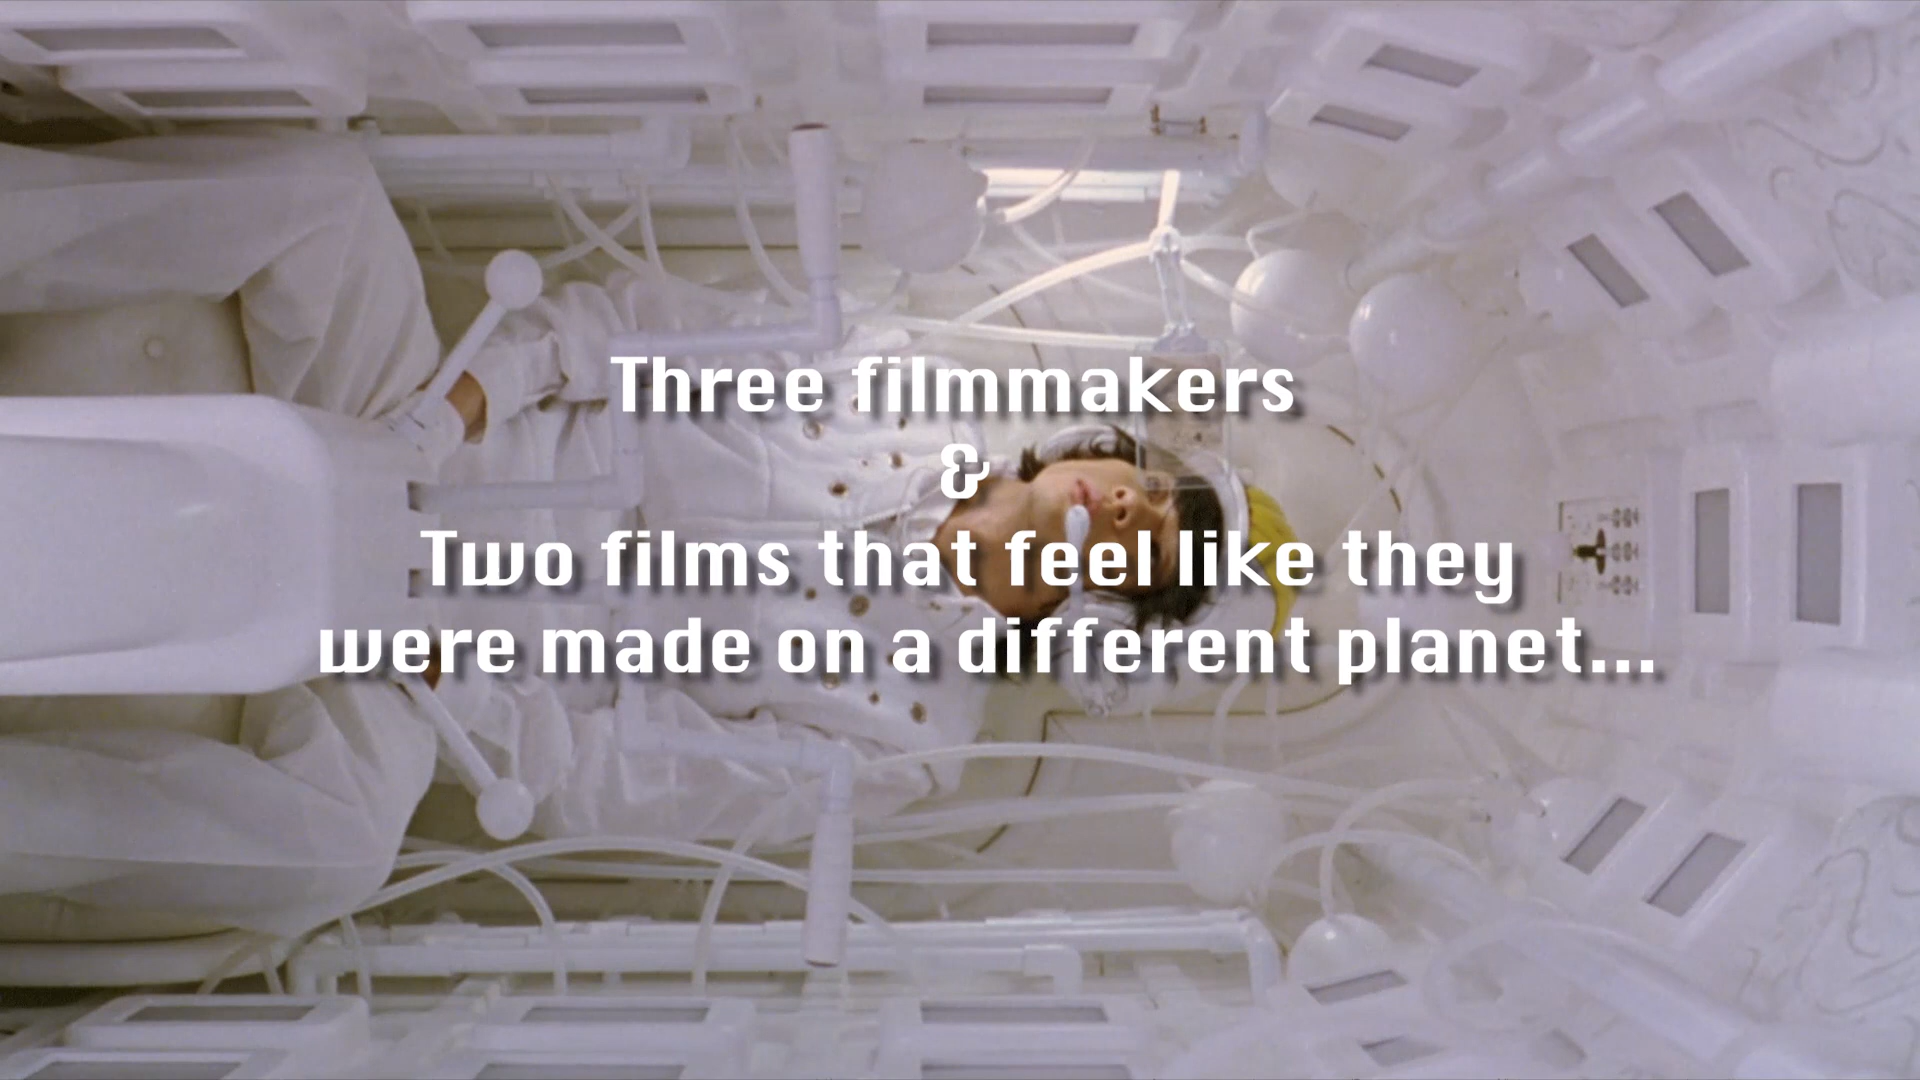 Three filmmakers
&
Two films that feel like they
were made on a different planet...